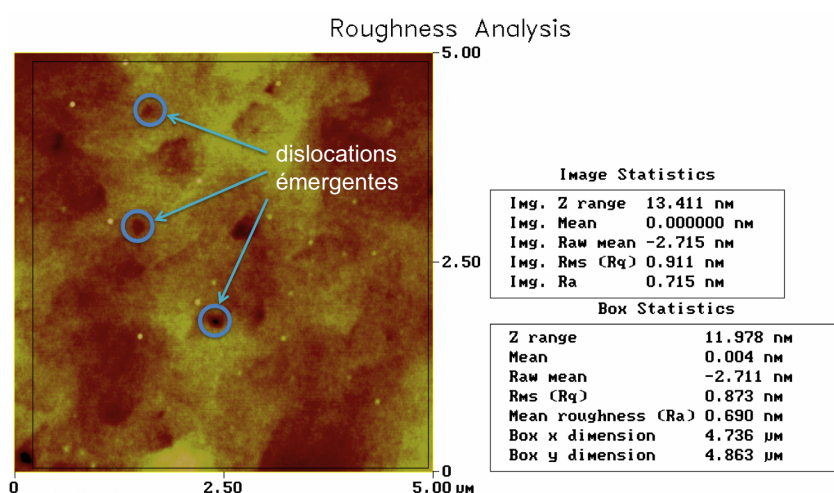 Roughness Analysis
5.00
dislocations
émergentes
2.50
0
0 2.50 5.00 µM
Image Statistics
Img. Z range 13.411 nm
Img. Mean 0.000000 nm
Img. Raw mean -2.715 nm
Img. Rms (Rq) 0.911 nm
Img. Ra 0.715 nm
Box Statistics
Z range 11.978 nm
Mean 0.004 nm
Raw mean -2.711 nm
Rms (Rq) 0.873 nm
Mean roughness (Ra) 0.690 nm
Box x dimension 4.736 µm
Box y dimension 4.863 µm